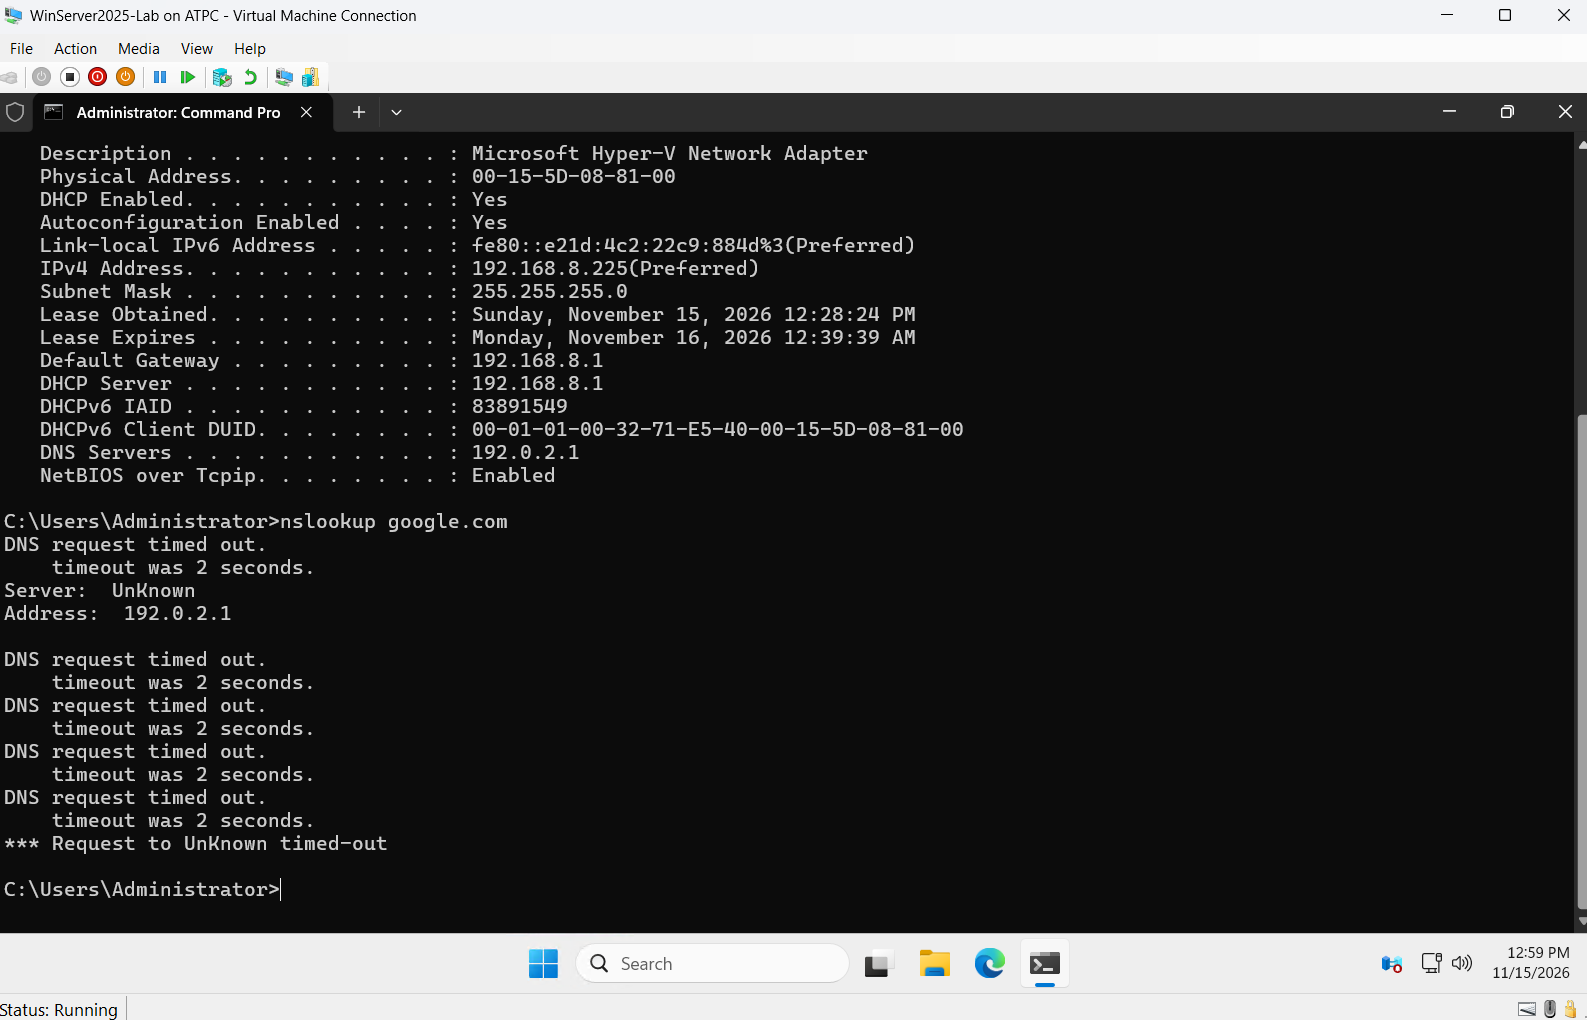 WinServer2025-Lab on ATPC - Virtual Machine Connection
File Action Media View Help
Administrator: Command Pro
Description . . . . . . . . . . . : Microsoft Hyper-V Network Adapter
Physical Address. . . . . . . . . : 00-15-5D-08-81-00
DHCP Enabled. . . . . . . . . . . : Yes
Autoconfiguration Enabled . . . . : Yes
Link-local IPv6 Address . . . . . : fe80::e21d:4c2:22c9:884d%3(Preferred)
IPv4 Address. . . . . . . . . . . : 192.168.8.225(Preferred)
Subnet Mask . . . . . . . . . . . : 255.255.255.0
Lease Obtained. . . . . . . . . . : Sunday, November 15, 2026 12:28:24 PM
Lease Expires . . . . . . . . . . : Monday, November 16, 2026 12:39:39 AM
Default Gateway . . . . . . . . . : 192.168.8.1
DHCP Server . . . . . . . . . . . : 192.168.8.1
DHCPv6 IAID . . . . . . . . . . . : 83891549
DHCPv6 Client DUID. . . . . . . . : 00-01-01-00-32-71-E5-40-00-15-5D-08-81-00
DNS Servers . . . . . . . . . . . : 192.0.2.1
NetBIOS over Tcpip. . . . . . . . : Enabled
C:\Users\Administrator>nslookup google.com
DNS request timed out.
timeout was 2 seconds.
Server: UnKnown
Address: 192.0.2.1
DNS request timed out.
timeout was 2 seconds.
DNS request timed out.
timeout was 2 seconds.
DNS request timed out.
timeout was 2 seconds.
DNS request timed out.
timeout was 2 seconds.
*** Request to UnKnown timed-out
C:\Users\Administrator>
Search
12:59 PM
11/15/2026
Status: Running